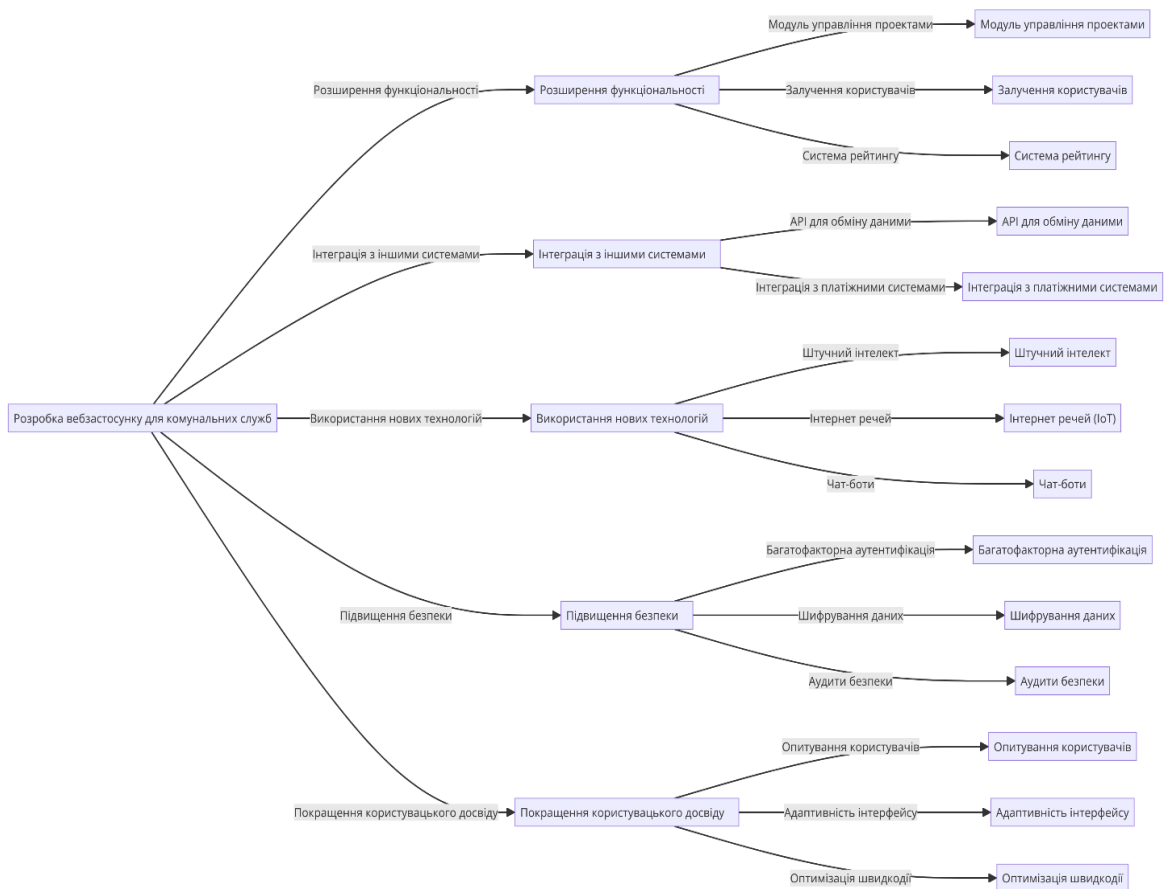 Модуль управління проектами
Модуль управління проектами
Розширення функціональності
Розширення функціональності
Залучення користувачів
Залучення користувачів
Система рейтингу
Система рейтингу
API для обміну даними
API для обміну даними
Інтеграція з іншими системами
Інтеграція з іншими системами
Інтеграція з платіжними системами
Інтеграція з платіжними системами
Штучний інтелект
Штучний інтелект
Розробка вебзастосунку для комунальних служб
Використання нових технологій
Використання нових технологій
Інтернет речей
Інтернет речей (IoT)
Чат-боти
Чат-боти
Багатофакторна аутентифікація
Багатофакторна аутентифікація
Підвищення безпеки
Підвищення безпеки
Шифрування даних
Шифрування даних
Аудити безпеки
Аудити безпеки
Опитування користувачів
Опитування користувачів
Покращення користувацького досвіду
Покращення користувацького досвіду
Адаптивність інтерфейсу
Адаптивність інтерфейсу
Оптимізація швидкодії
Оптимізація швидкодії